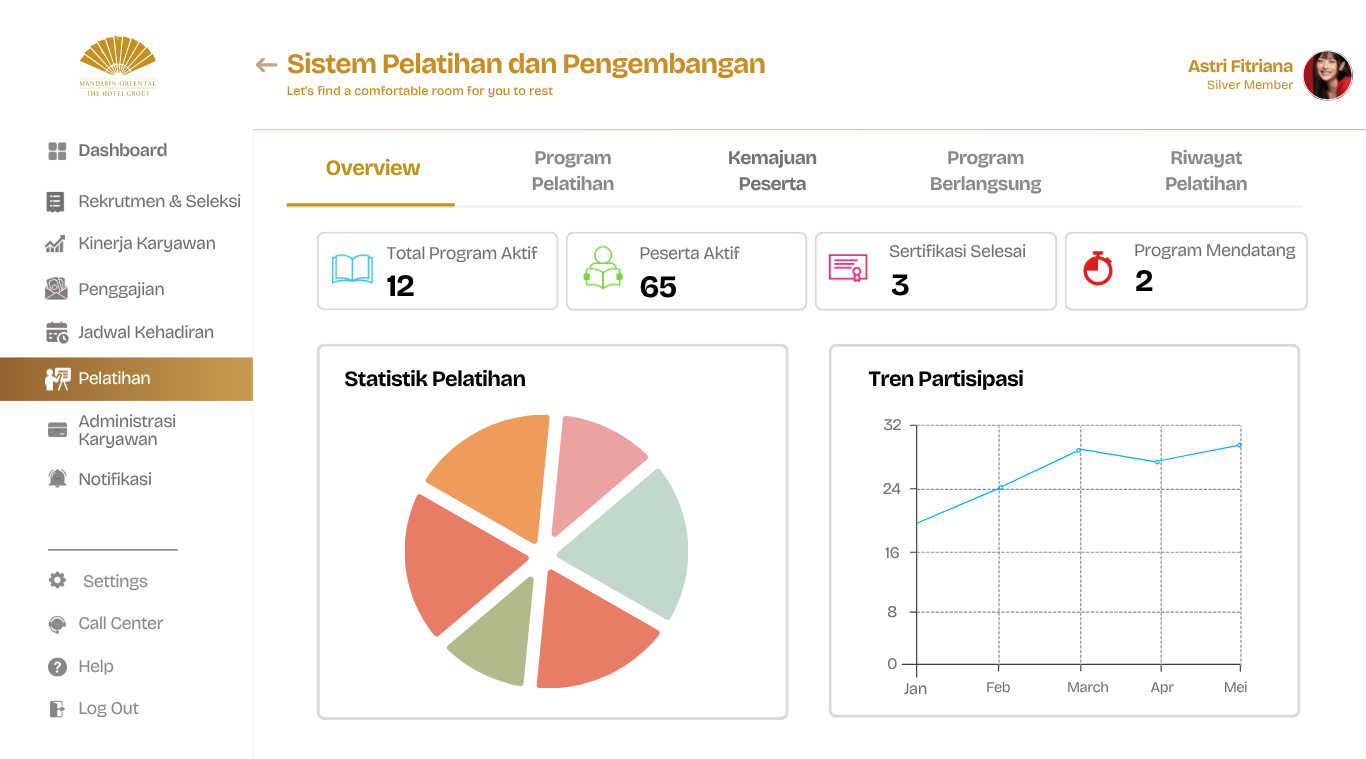 MANDARIN ORIENTAL
THE HOTEL GROUP
Sistem Pelatihan dan Pengembangan
Let's find a comfortable room for you to rest
Astri Fitriana
Silver Member
Dashboard
Rekrutmen & Seleksi
Kinerja Karyawan
Penggajian
Jadwal Kehadiran
Pelatihan
Administrasi
Karyawan
Notifikasi
Settings
Call Center
Help
Log Out
Overview
Program
Pelatihan
Kemajuan
Peserta
Program
Berlangsung
Riwayat
Pelatihan
Total Program Aktif
12
Peserta Aktif
65
Sertifikasi Selesai
3
Program Mendatang
2
Statistik Pelatihan
Tren Partisipasi
32
24
16
8
0
Jan
Feb
March
Apr
Mei